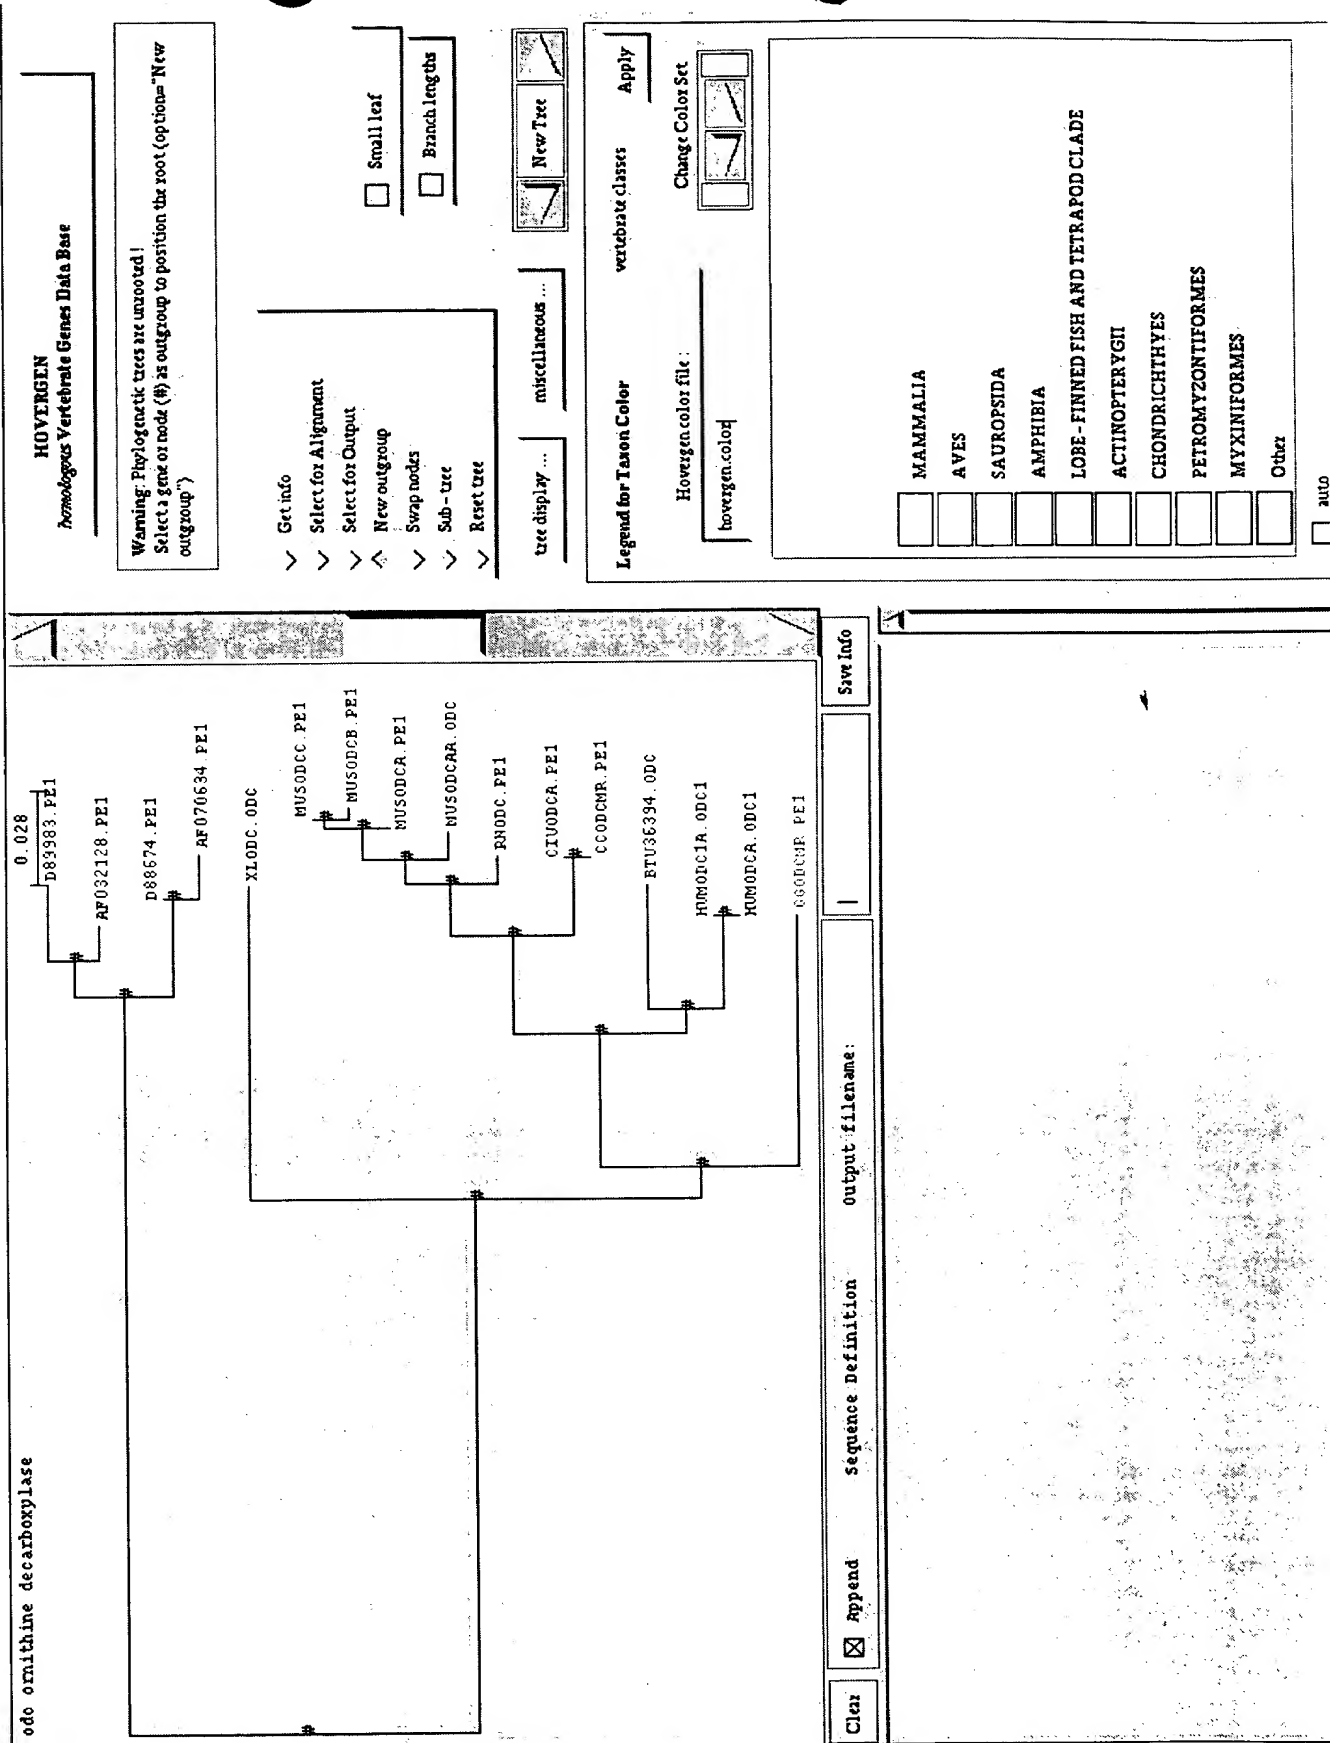 odo ornithine decarboxylase
0.028
D89983.PE1
AF032128.PE1
D88674.PE1
AF070634.PE1
XLODC.ODC
MUSODCC.PE1
MUSODCB.PE1
MUSODCA.PE1
MUSODCAA.ODC
RNODC.PE1
CIUODCA.PE1
CCODCMR.PE1
BTU36394.ODC
HUMODC1A.ODC1
HUMODCA.ODC1
GGODCMR.PE1
Clear
Append
Sequence Definition
Output filename:
Save Info
HOVERGEN
homologous Vertebrate Genes Data Base
Warning: Phylogenetic trees are unrooted!
Select a gene or node (#) as outgroup to position the root (option="New
outgroup")
Get info
Select for Alignment
Select for Output
New outgroup
Swap nodes
Sub-tree
Reset tree
Small leaf
Branch lengths
tree display ...
miscellaneous ...
New Tree
Legend for Taxon Color
vertebrate classes
Apply
Hovergen color file :
Change Color Set
hovergen.color
MAMMALIA
AVES
SAUROPSIDA
AMPHIBIA
LOBE-FINNED FISH AND TETRAPOD CLADE
ACTINOPTERYGII
CHONDRICHTHYES
PETROMYZONTIFORMES
MYXINIFORMES
Other
auto